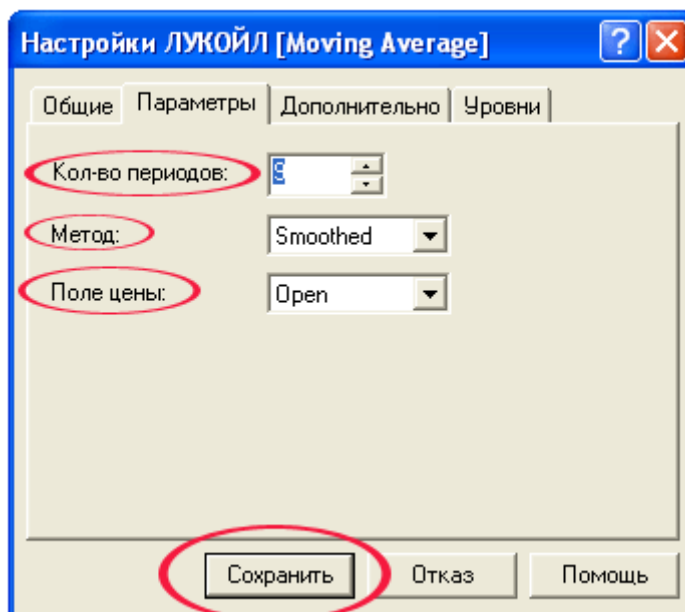 Настройки ЛУКОЙЛ [Moving Average]
Общие Параметры Дополнительно Уровни
Кол-во периодов: 9
Метод: Smoothed
Поле цены: Open
Сохранить Отказ Помощь